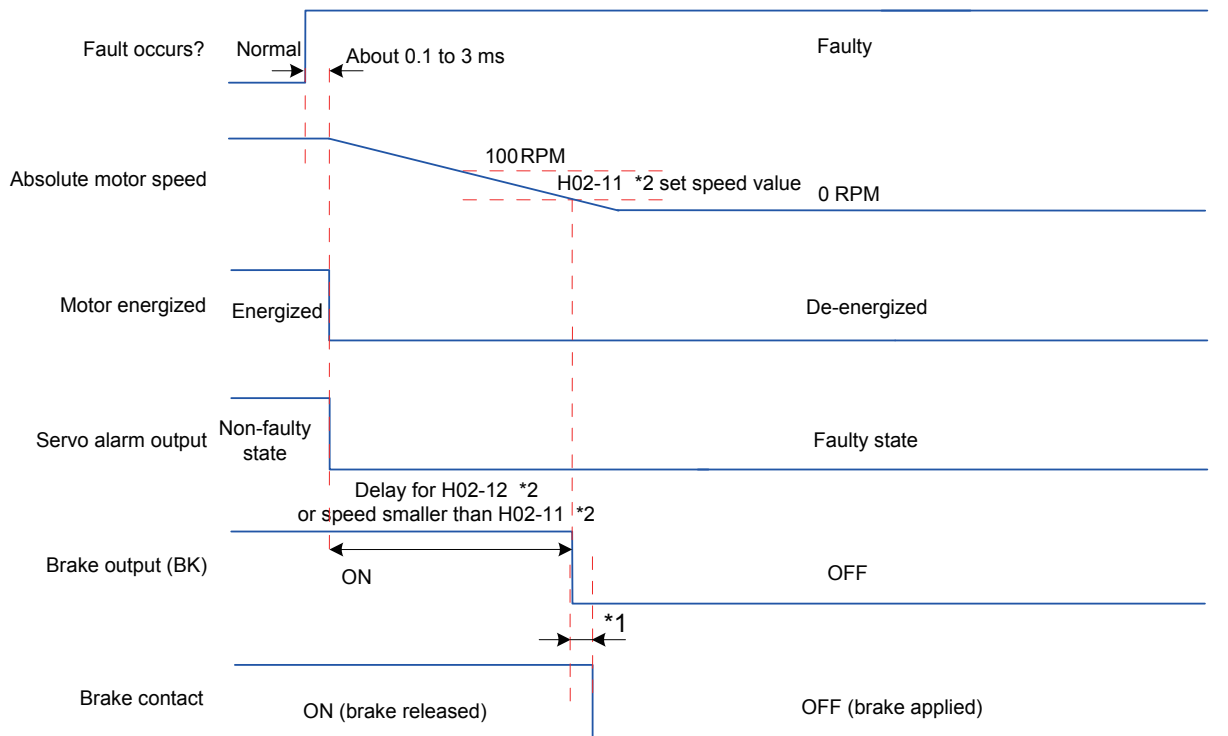 Fault occurs?
Normal
Faulty
About 0.1 to 3 ms
Absolute motor speed
100 RPM
H02-11 *2 set speed value
0 RPM
Motor energized
Energized
De-energized
Servo alarm output
Non-faulty
state
Faulty state
Delay for H02-12 *2
or speed smaller than H02-11 *2
Brake output (BK)
ON
OFF
*1
Brake contact
ON (brake released)
OFF (brake applied)